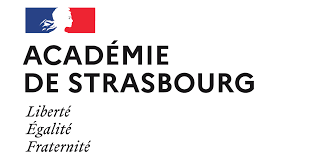 ACADÉMIE
DE STRASBOURG
Liberté
Égalité
Fraternité